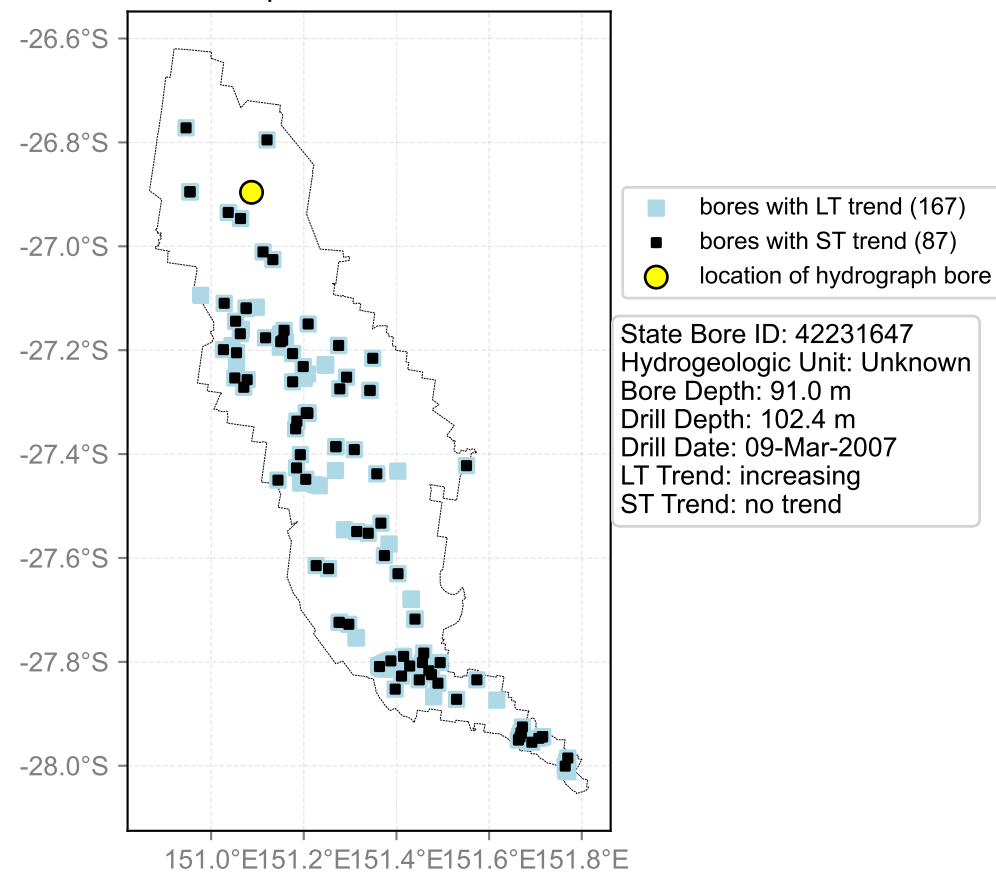 -26.6°S
-26.8°S
-27.0°S
-27.2°S
-27.4°S
-27.6°S
-27.8°S
-28.0°S
151.0°E151.2°E151.4°E151.6°E151.8°E
bores with LT trend (167)
bores with ST trend (87)
location of hydrograph bore
State Bore ID: 42231647
Hydrogeologic Unit: Unknown
Bore Depth: 91.0 m
Drill Depth: 102.4 m
Drill Date: 09-Mar-2007
LT Trend: increasing
ST Trend: no trend